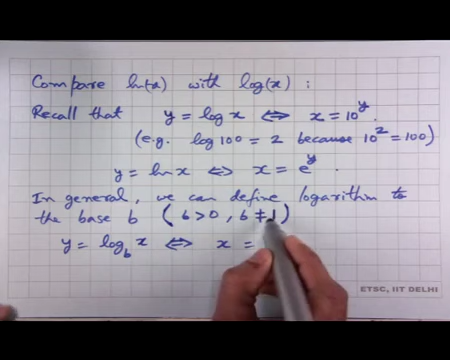 Compare ln(x) with log(x) :
Recall that y = log x ⇔ x = 10^y.
(e.g. log 100 = 2 because 10^2 = 100)
y = ln x ⇔ x = e^y.
In general, we can define logarithm to
the base b (b > 0, b ≠ 1)
y = log_b x ⇔ x =
ETSC, IIT DELHI